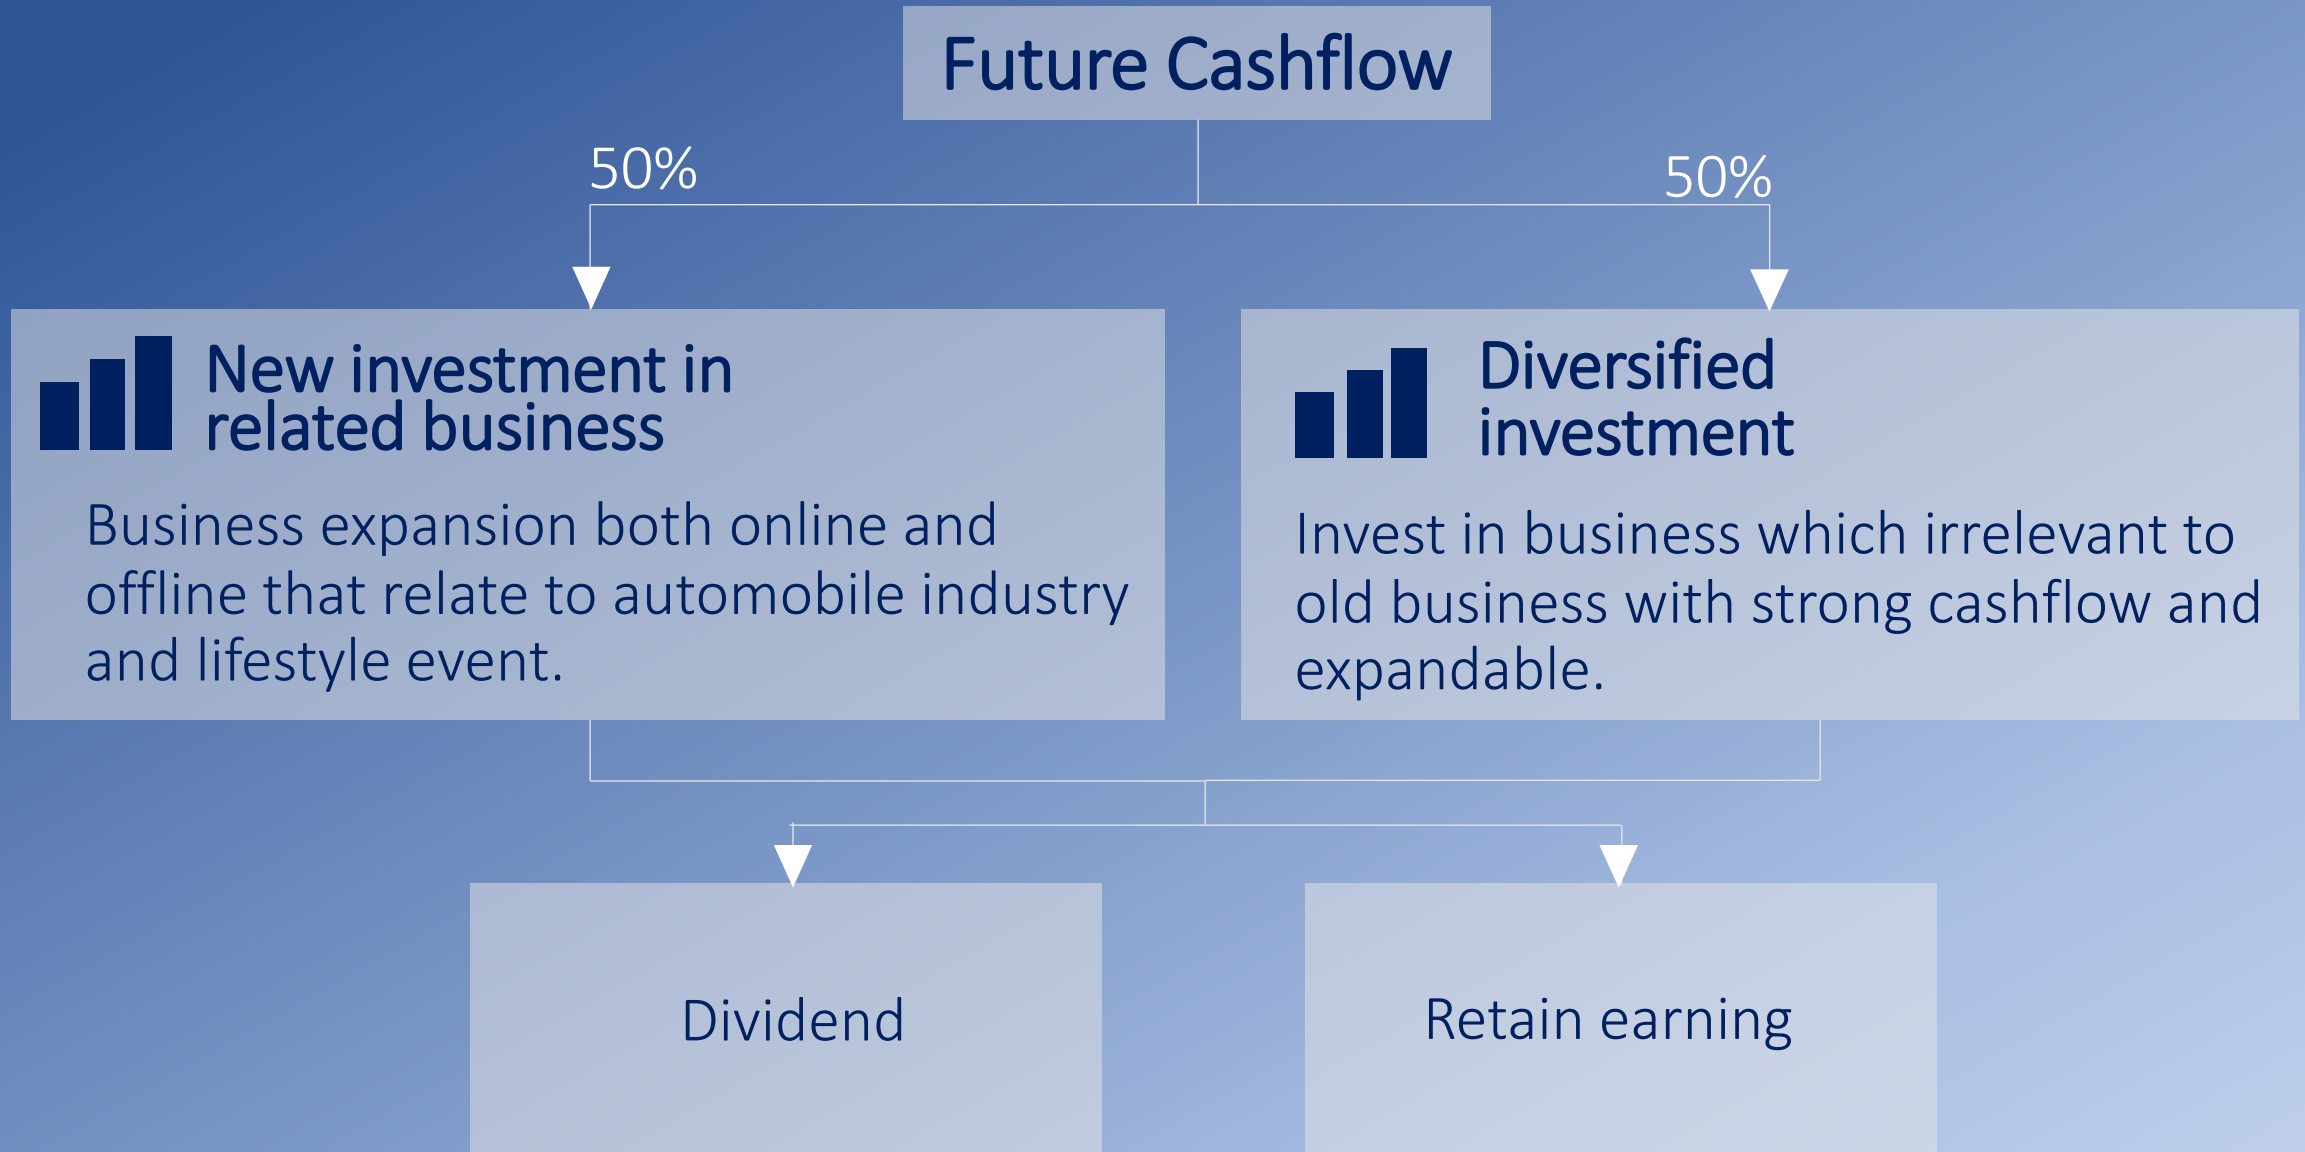 Future Cashflow
50%
50%
New investment in
related business
Business expansion both online and
offline that relate to automobile industry
and lifestyle event.
Diversified
investment
Invest in business which irrelevant to
old business with strong cashflow and
expandable.
Dividend
Retain earning